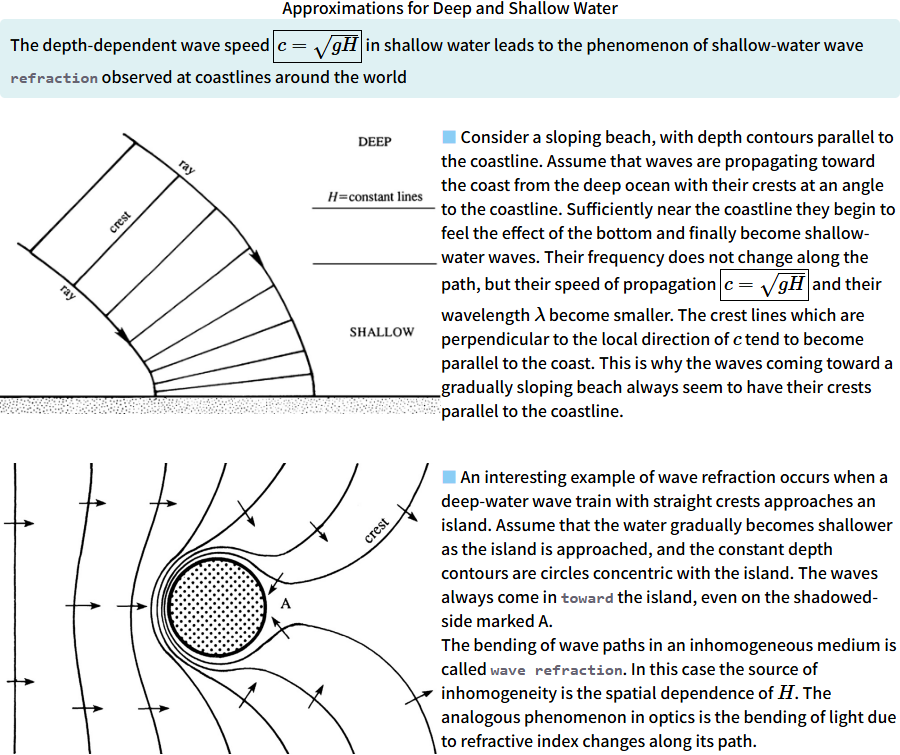 Approximations for Deep and Shallow Water
The depth-dependent wave speed c = √gH in shallow water leads to the phenomenon of shallow-water wave
refraction observed at coastlines around the world
DEEP
ray
H=constant lines
crest
ray
SHALLOW
Consider a sloping beach, with depth contours parallel to
the coastline. Assume that waves are propagating toward
the coast from the deep ocean with their crests at an angle
to the coastline. Sufficiently near the coastline they begin to
feel the effect of the bottom and finally become shallow-
water waves. Their frequency does not change along the
path, but their speed of propagation c = √gH and their
wavelength λ become smaller. The crest lines which are
perpendicular to the local direction of c tend to become
parallel to the coast. This is why the waves coming toward a
gradually sloping beach always seem to have their crests
parallel to the coastline.
crest
A
An interesting example of wave refraction occurs when a
deep-water wave train with straight crests approaches an
island. Assume that the water gradually becomes shallower
as the island is approached, and the constant depth
contours are circles concentric with the island. The waves
always come in toward the island, even on the shadowed-
side marked A.
The bending of wave paths in an inhomogeneous medium is
called wave refraction. In this case the source of
inhomogeneity is the spatial dependence of H. The
analogous phenomenon in optics is the bending of light due
to refractive index changes along its path.